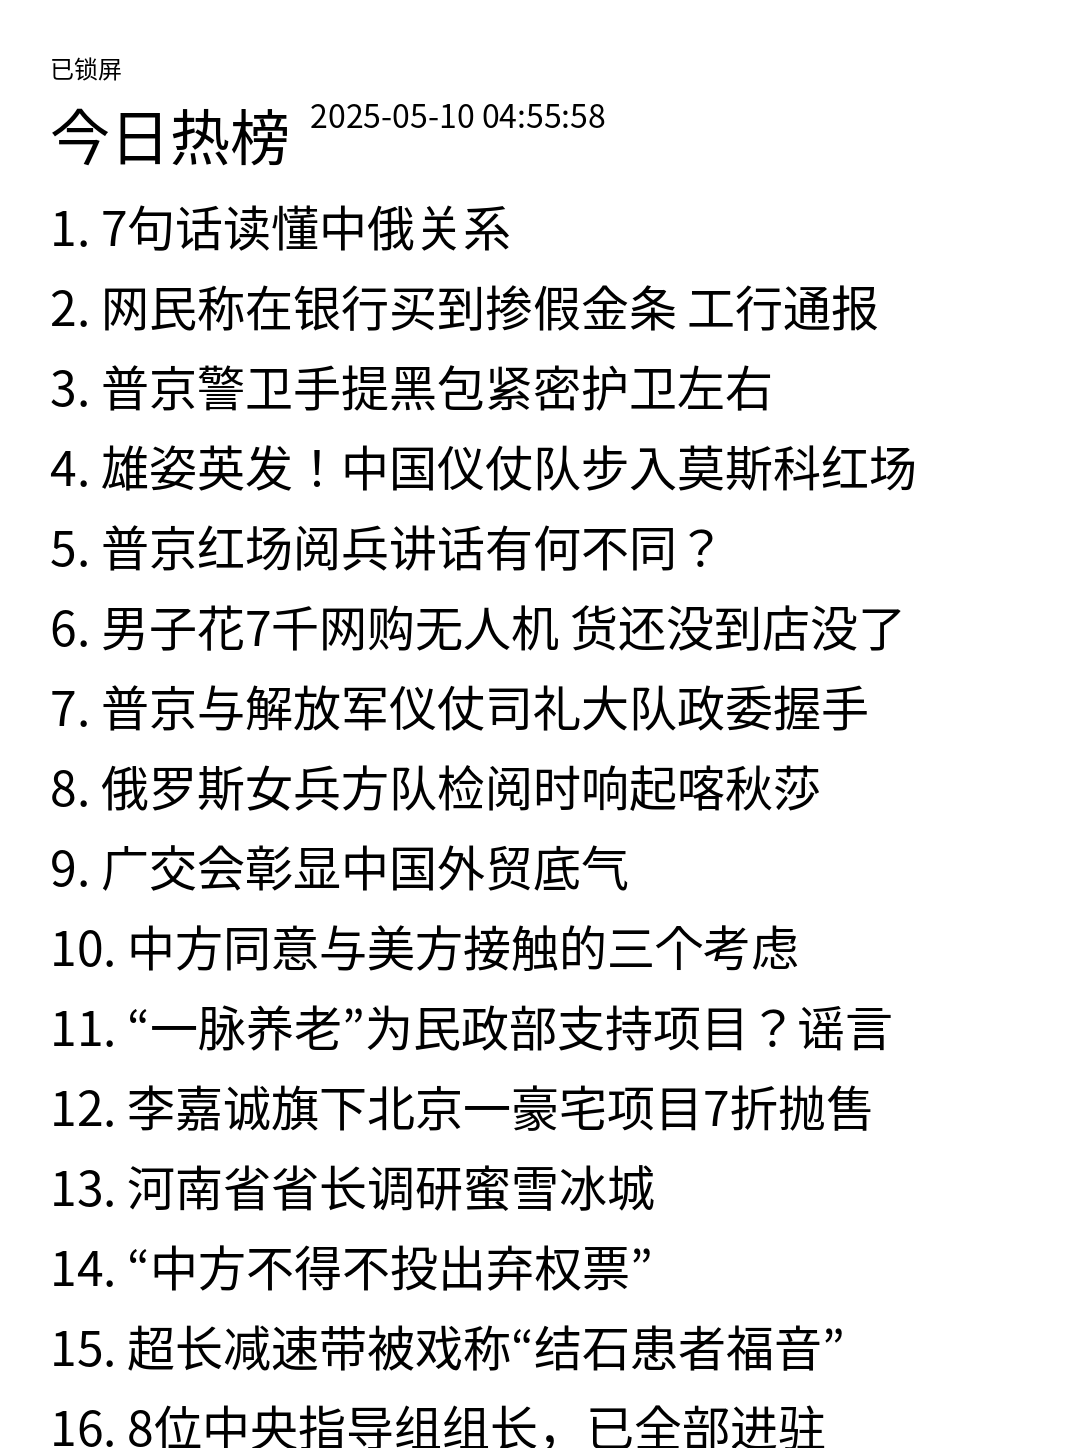 已锁屏
今日热榜 2025-05-10 04:55:58
1. 7句话读懂中俄关系
2. 网民称在银行买到掺假金条 工行通报
3. 普京警卫手提黑包紧密护卫左右
4. 雄姿英发！中国仪仗队步入莫斯科红场
5. 普京红场阅兵讲话有何不同？
6. 男子花7千网购无人机 货还没到店没了
7. 普京与解放军仪仗司礼大队政委握手
8. 俄罗斯女兵方队检阅时响起喀秋莎
9. 广交会彰显中国外贸底气
10. 中方同意与美方接触的三个考虑
11. “一脉养老”为民政部支持项目？谣言
12. 李嘉诚旗下北京一豪宅项目7折抛售
13. 河南省省长调研蜜雪冰城
14. “中方不得不投出弃权票”
15. 超长减速带被戏称“结石患者福音”
16. 8位中央指导组组长，已全部进驻